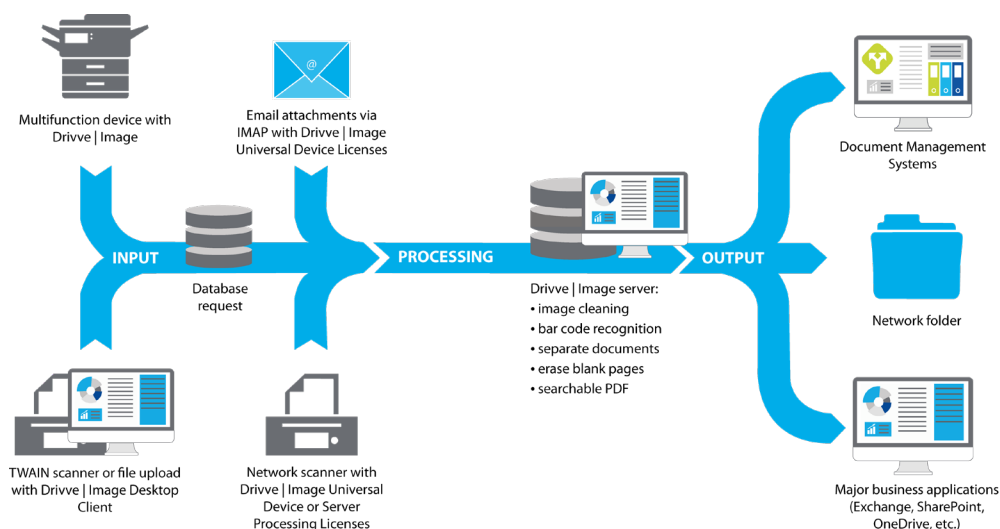 Multifunction device with
Drivve | Image
@
Email attachments via
IMAP with Drivve | Image
Universal Device Licenses
Document Management
Systems
INPUT
PROCESSING
OUTPUT
Database
request
Drivve | Image server:
• image cleaning
• bar code recognition
• separate documents
• erase blank pages
• searchable PDF
Network folder
TWAIN scanner or file upload
with Drivve | Image Desktop
Client
Network scanner with
Drivve | Image Universal
Device or Server
Processing Licenses
Major business applications
(Exchange, SharePoint,
OneDrive, etc.)